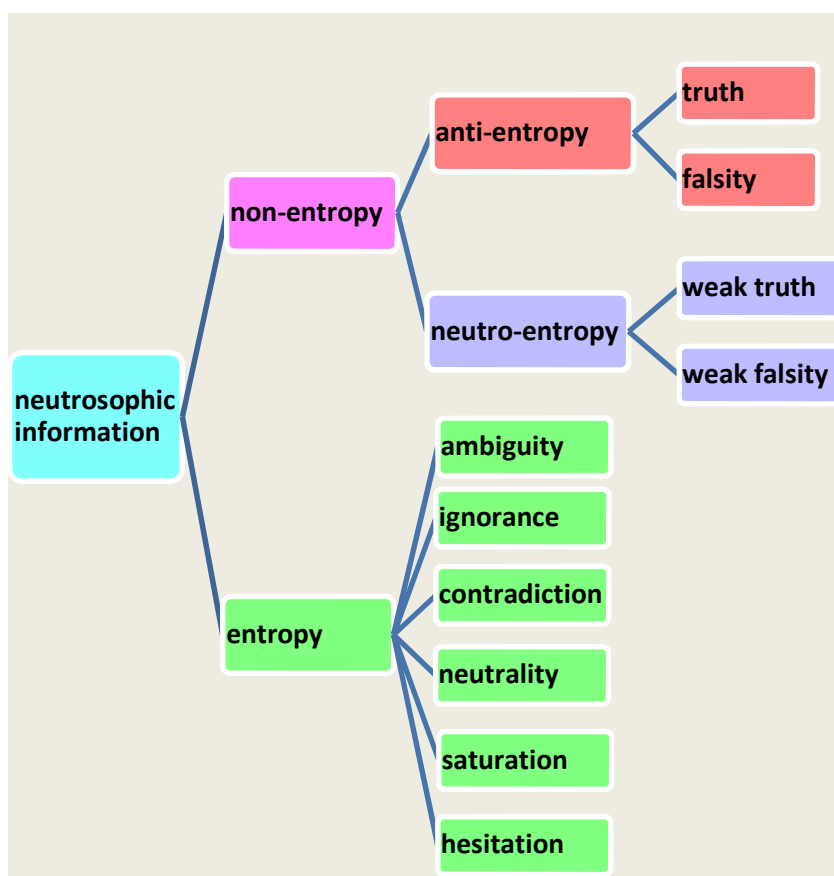 truth
anti-entropy
falsity
non-entropy
weak truth
neutro-entropy
weak falsity
neutrosophic
information
ambiguity
ignorance
contradiction
entropy
neutrality
saturation
hesitation